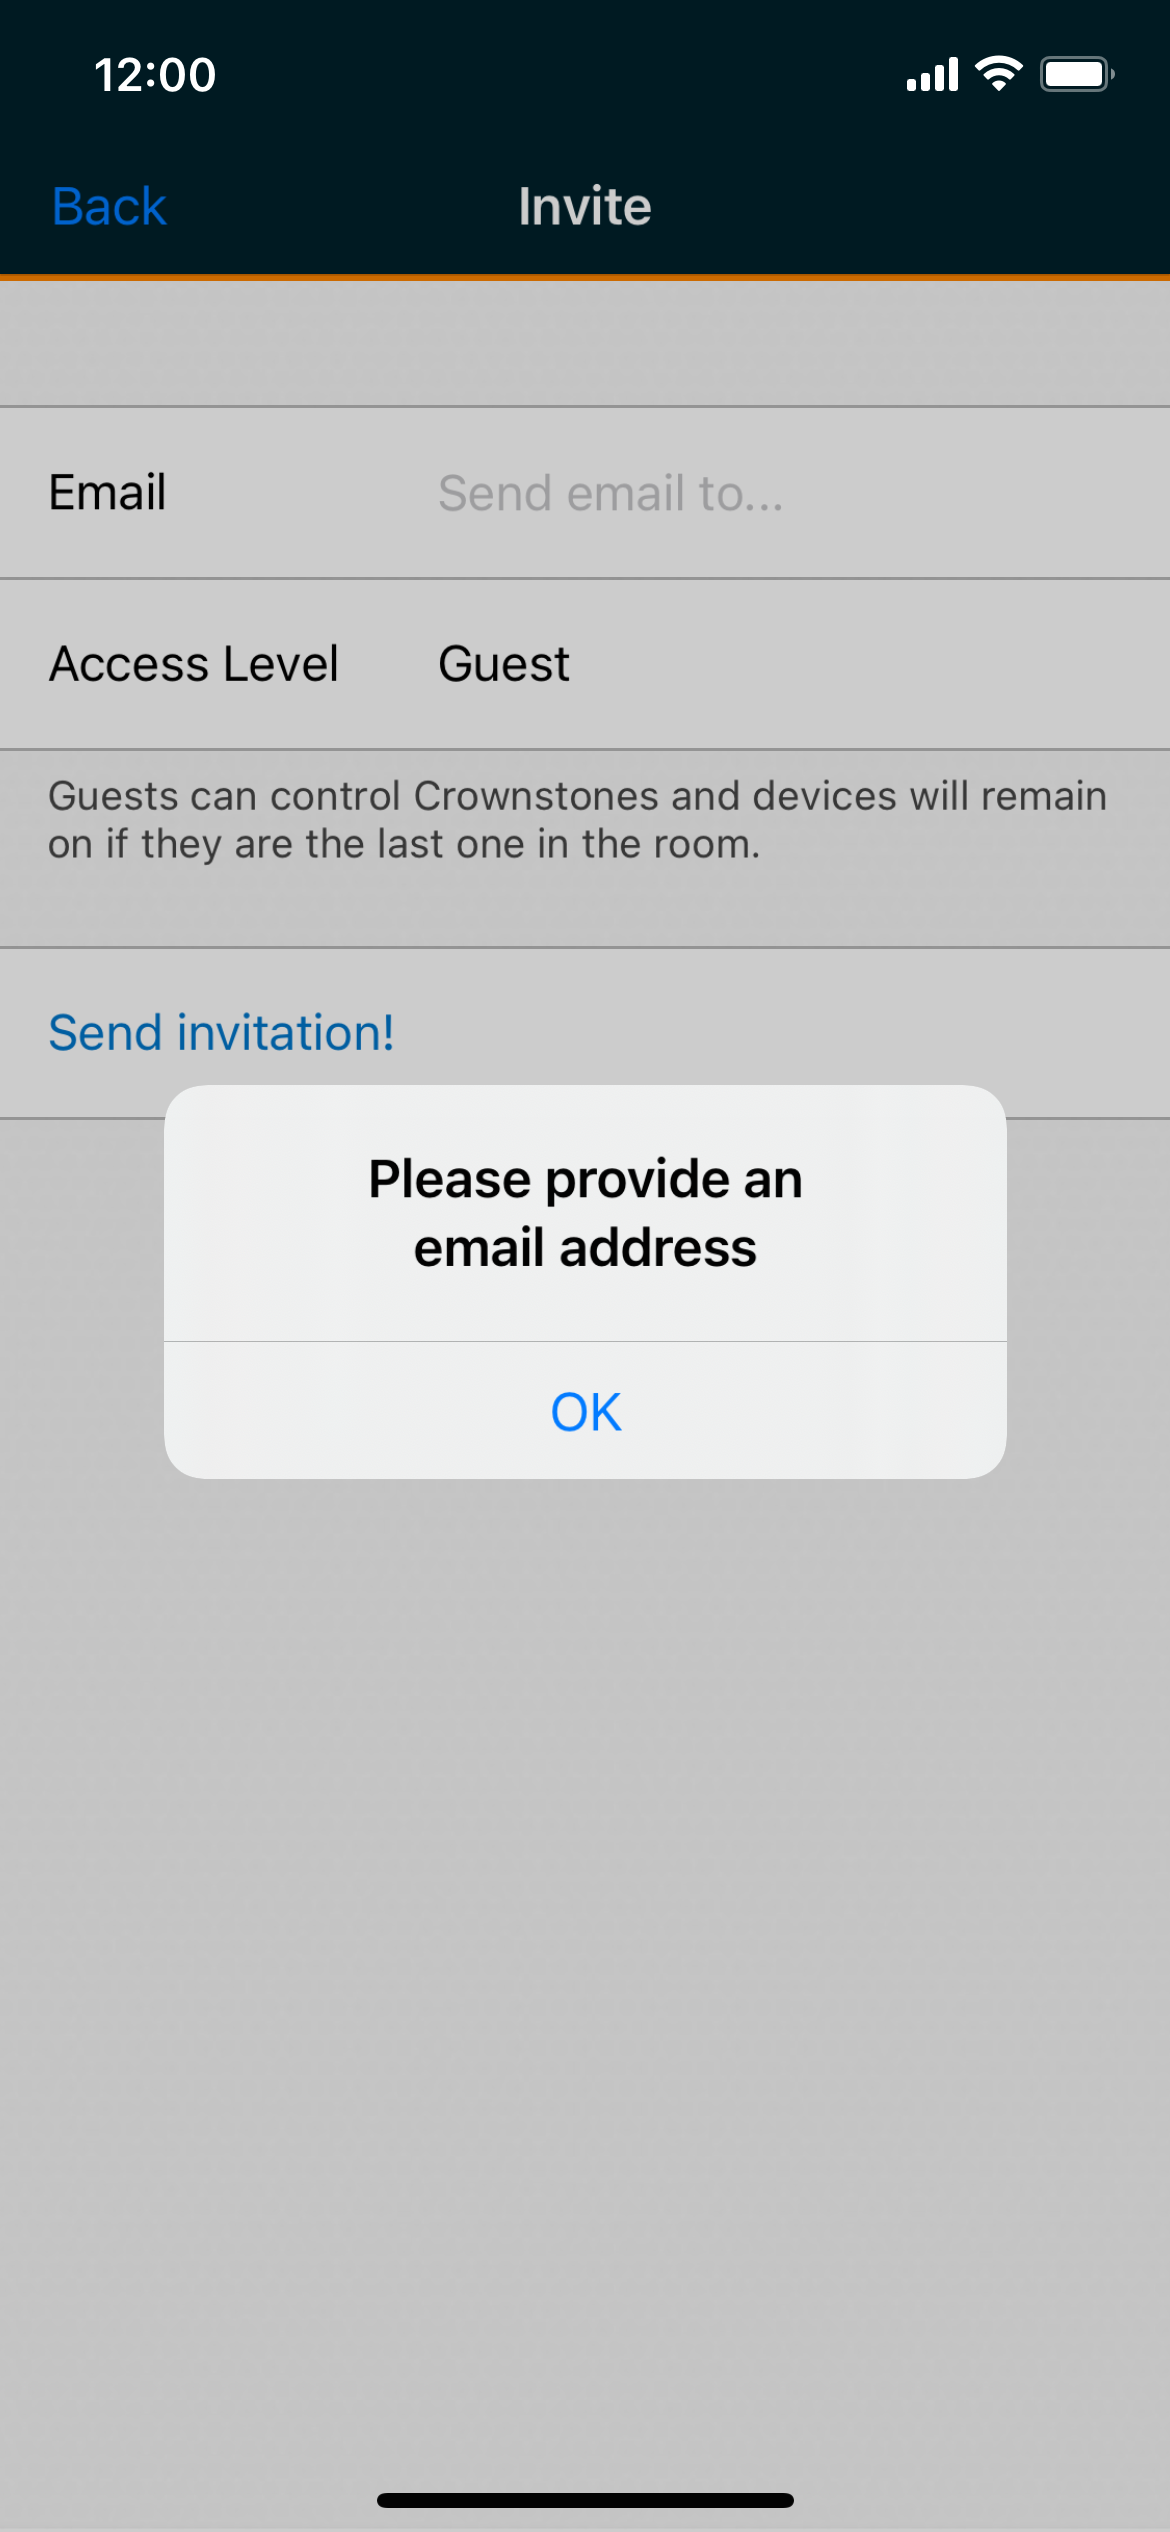 12:00
Back
Invite
Email
Send email to...
Access Level
Guest
Guests can control Crownstones and devices will remain
on if they are the last one in the room.
Send invitation!
Please provide an
email address
OK